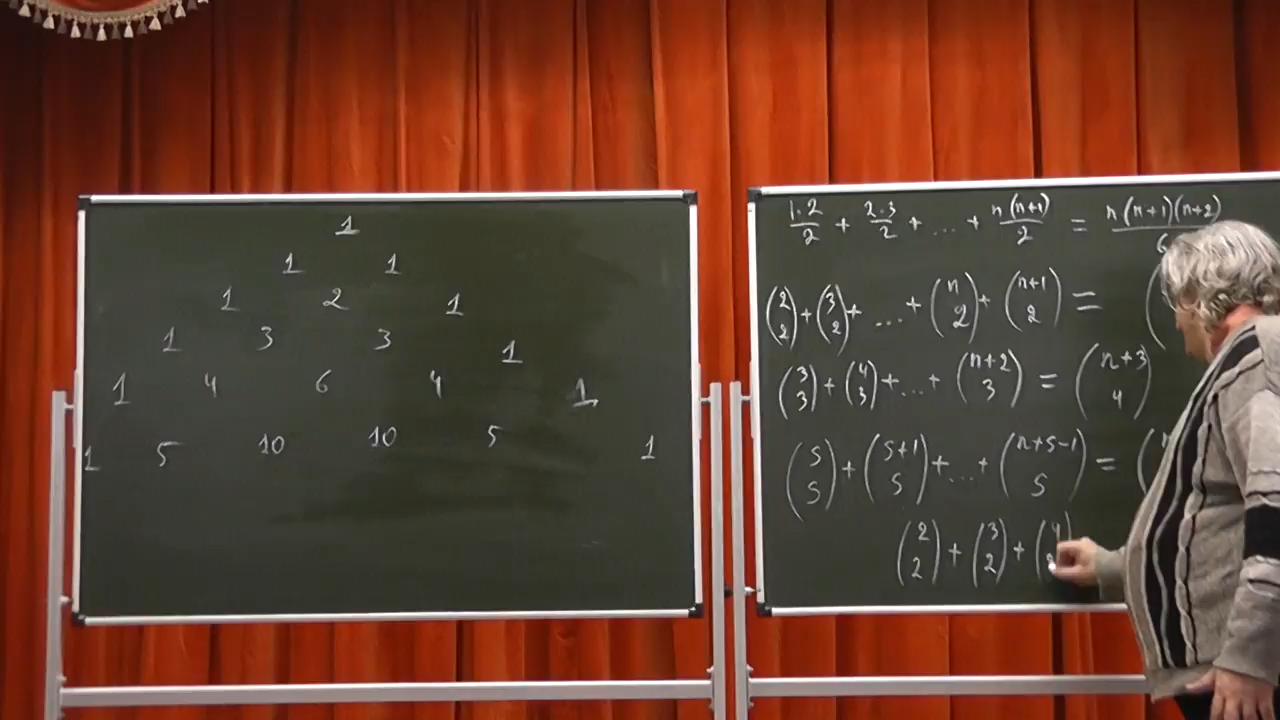 1
1 1
1 2 1
1 3 3 1
1 4 6 4 1
1 5 10 10 5 1
1·2/2 + 2·3/2 + ... + n(n+1)/2 = n(n+1)(n+2)/6
(2 2) + (3 2) + ... + (n 2) + (n+1 2) =
(3 3) + (4 3) + ... + (n+2 3) = (n+3 4)
(s s) + (s+1 s) + ... + (n+s-1 s) =
(2 2) + (3 2) + (4